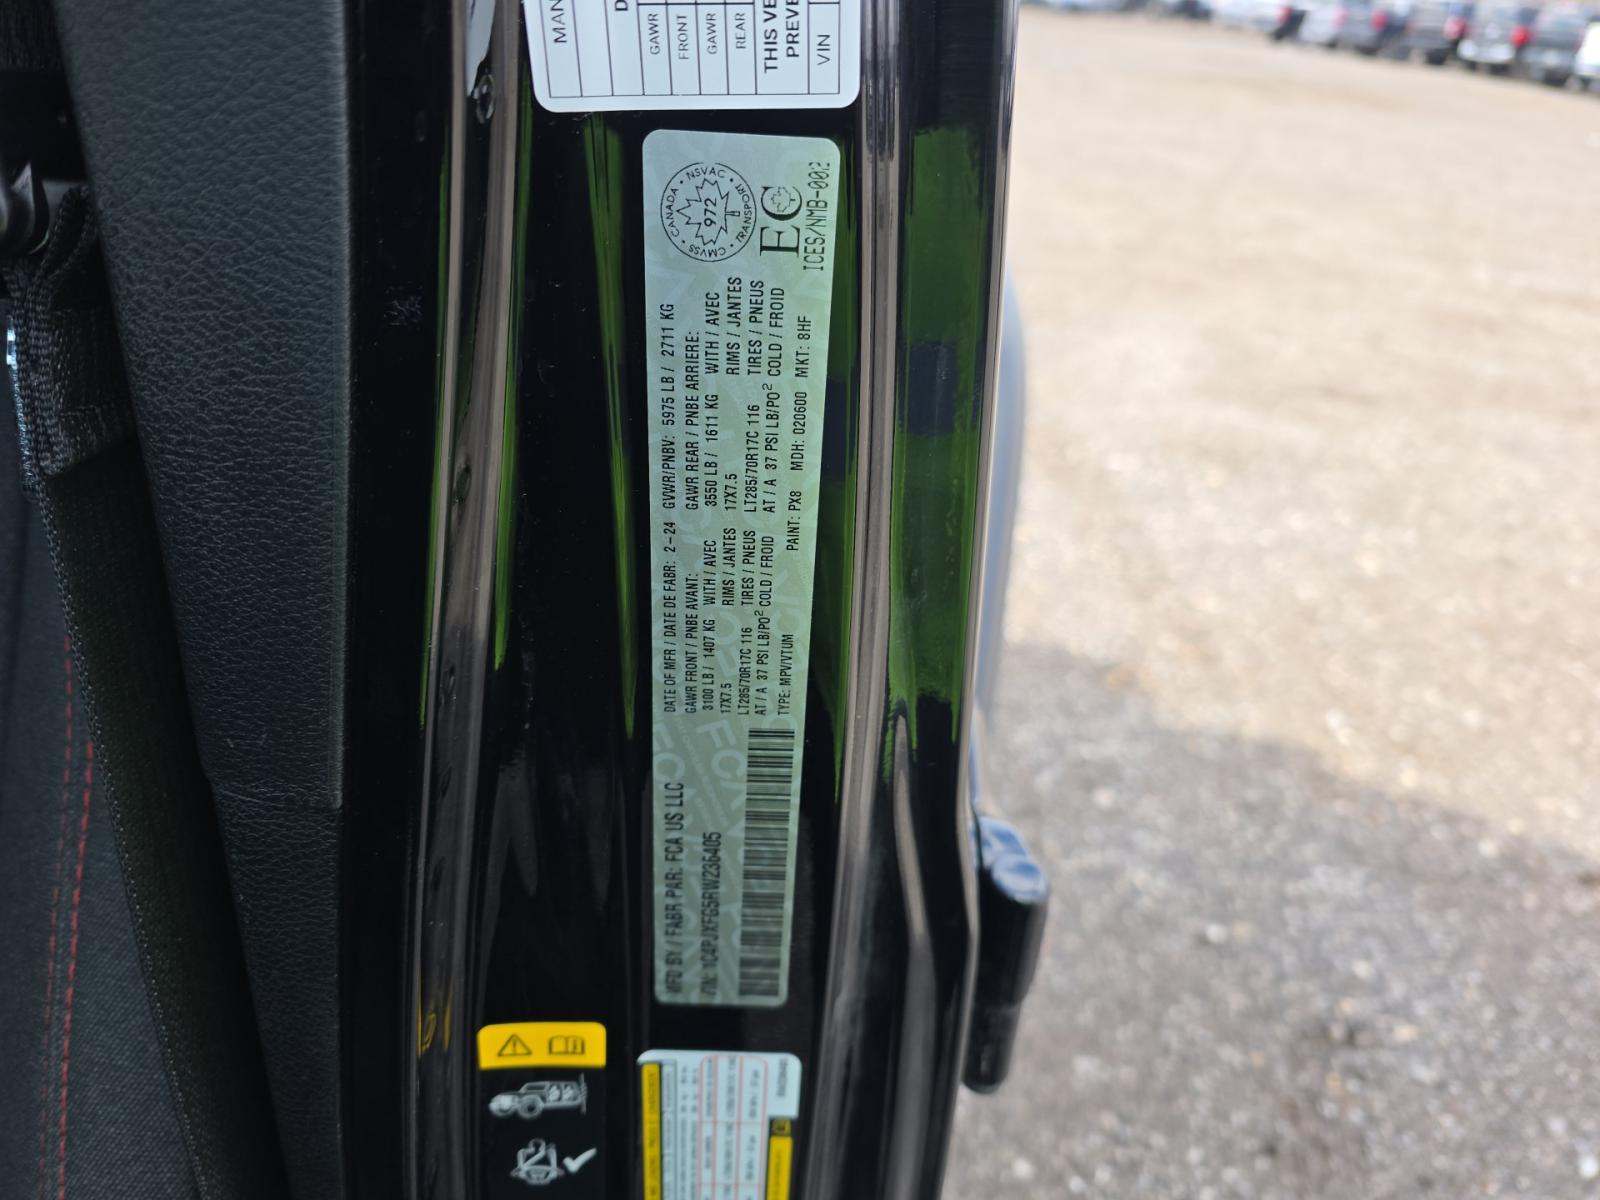 MAN
GAWR
FRONT
GAWR
REAR
THIS VE
PREVE
VIN
CANADA • NSVAC • TRANSPORT • CMVSS •
972
EC
ICES/NMB-002
MFD BY / FABR PAR: FCA US LLC
VIN: 1C4PJXFG5RW236405
DATE OF MFR / DATE DE FABR: 2-24 GVWR/PNBV: 5975 LB / 2711 KG
GAWR FRONT / PNBE AVANT: GAWR REAR / PNBE ARRIERE:
3100 LB / 1407 KG WITH / AVEC 3550 LB / 1611 KG WITH / AVEC
17X7.5 RIMS / JANTES 17X7.5 RIMS / JANTES
LT285/70R17C 116 TIRES / PNEUS LT285/70R17C 116 TIRES / PNEUS
AT / A 37 PSI LB/PO² COLD / FROID AT / A 37 PSI LB/PO² COLD / FROID
TYPE: MPV/VTUM PAINT: PX8 MDH: 020600 MKT: 8HF